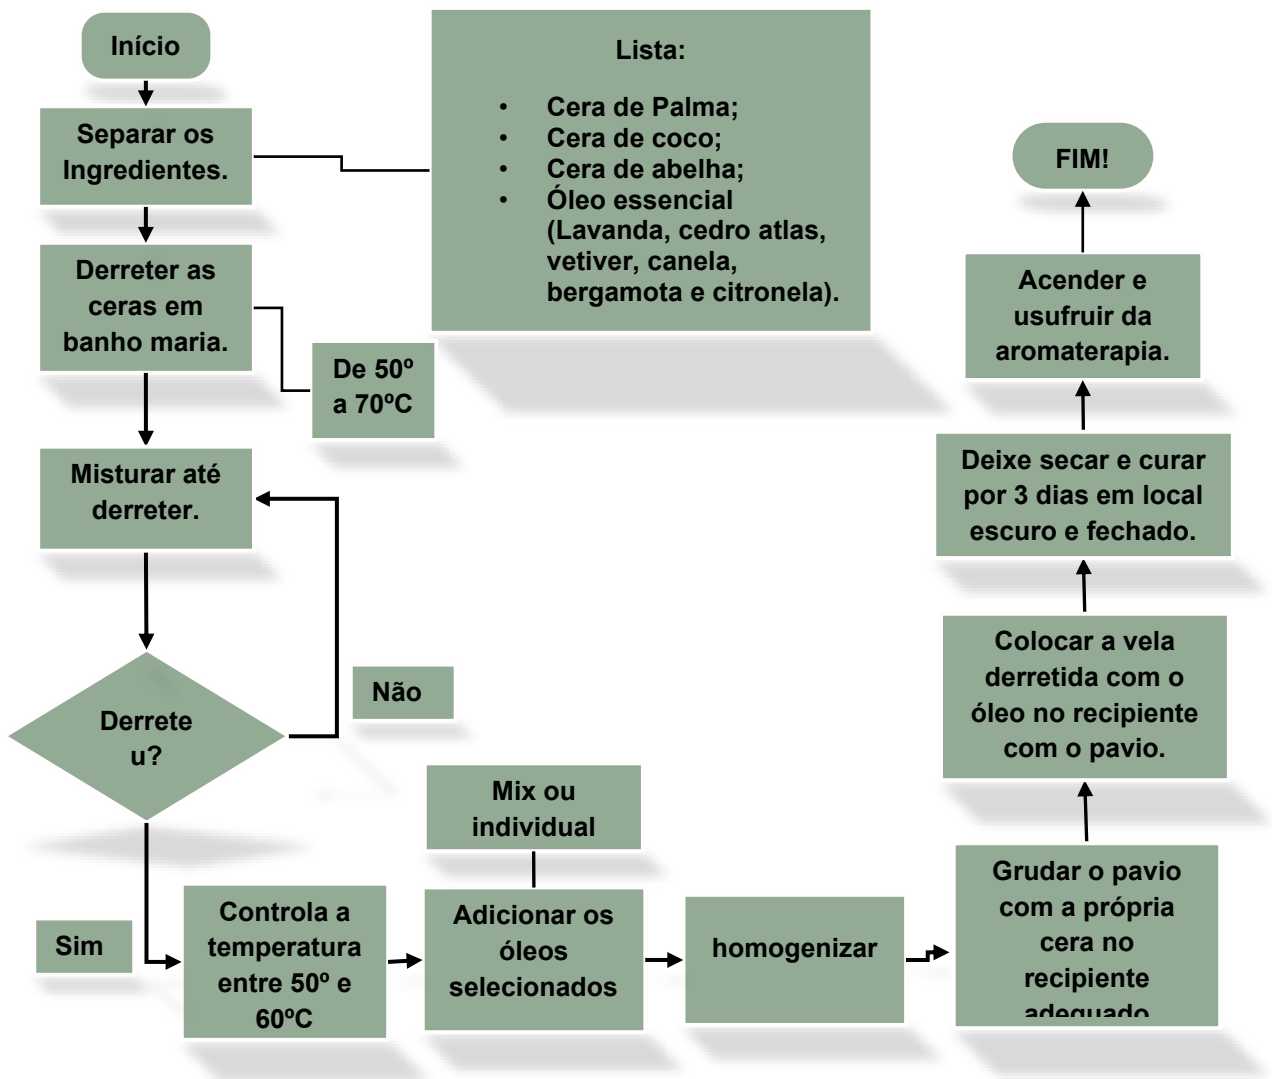 Início
Separar os
Ingredientes.
Lista:
• Cera de Palma;
• Cera de coco;
• Cera de abelha;
• Óleo essencial
(Lavanda, cedro atlas,
vetiver, canela,
bergamota e citronela).
Derreter as
ceras em
banho maria.
De 50º
a 70ºC
Misturar até
derreter.
Derrete
u?
Não
Sim
Controla a
temperatura
entre 50º e
60ºC
Mix ou
individual
Adicionar os
óleos
selecionados
homogenizar
Grudar o pavio
com a própria
cera no
recipiente
adequado
Colocar a vela
derretida com o
óleo no recipiente
com o pavio.
Deixe secar e curar
por 3 dias em local
escuro e fechado.
Acender e
usufruir da
aromaterapia.
FIM!